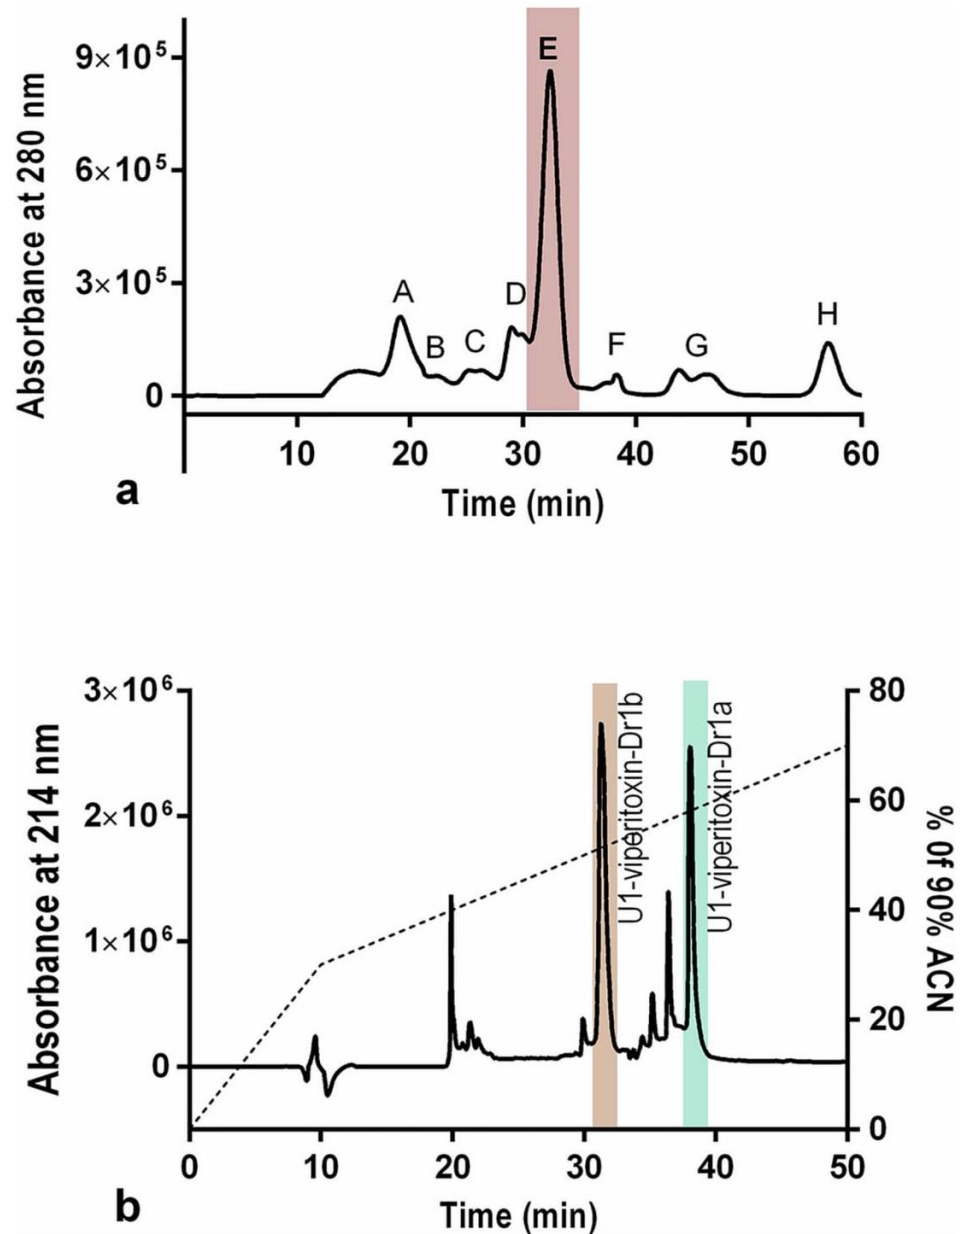 Absorbance at 280 nm
9×10⁵
6×10⁵
3×10⁵
0
A
B
C
D
E
F
G
H
10 20 30 40 50 60
Time (min)
a
Absorbance at 214 nm
3×10⁶
2×10⁶
1×10⁶
0
U1-viperitoxin-Dr1b
U1-viperitoxin-Dr1a
80
60
40
20
0
% 0f 90% ACN
0 10 20 30 40 50
Time (min)
b